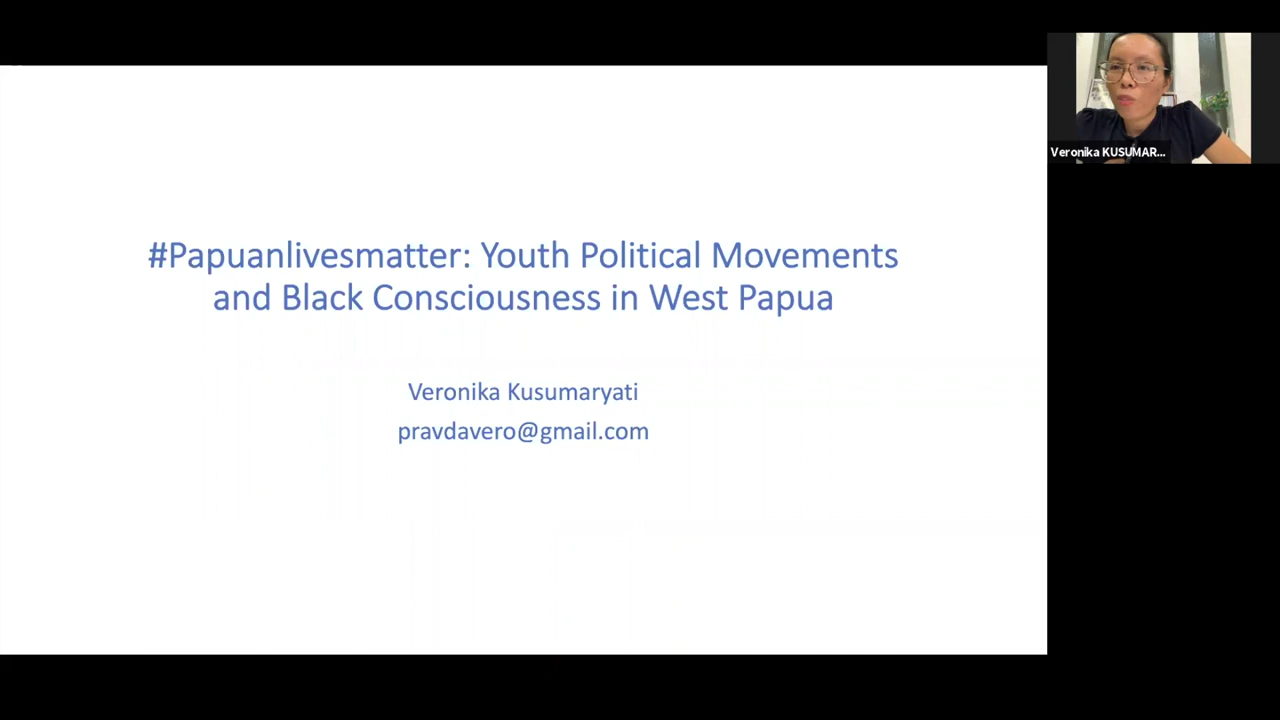 #Papuanlivesmatter: Youth Political Movements
and Black Consciousness in West Papua
Veronika Kusumaryati
pravdavero@gmail.com
Veronika KUSUMAR...